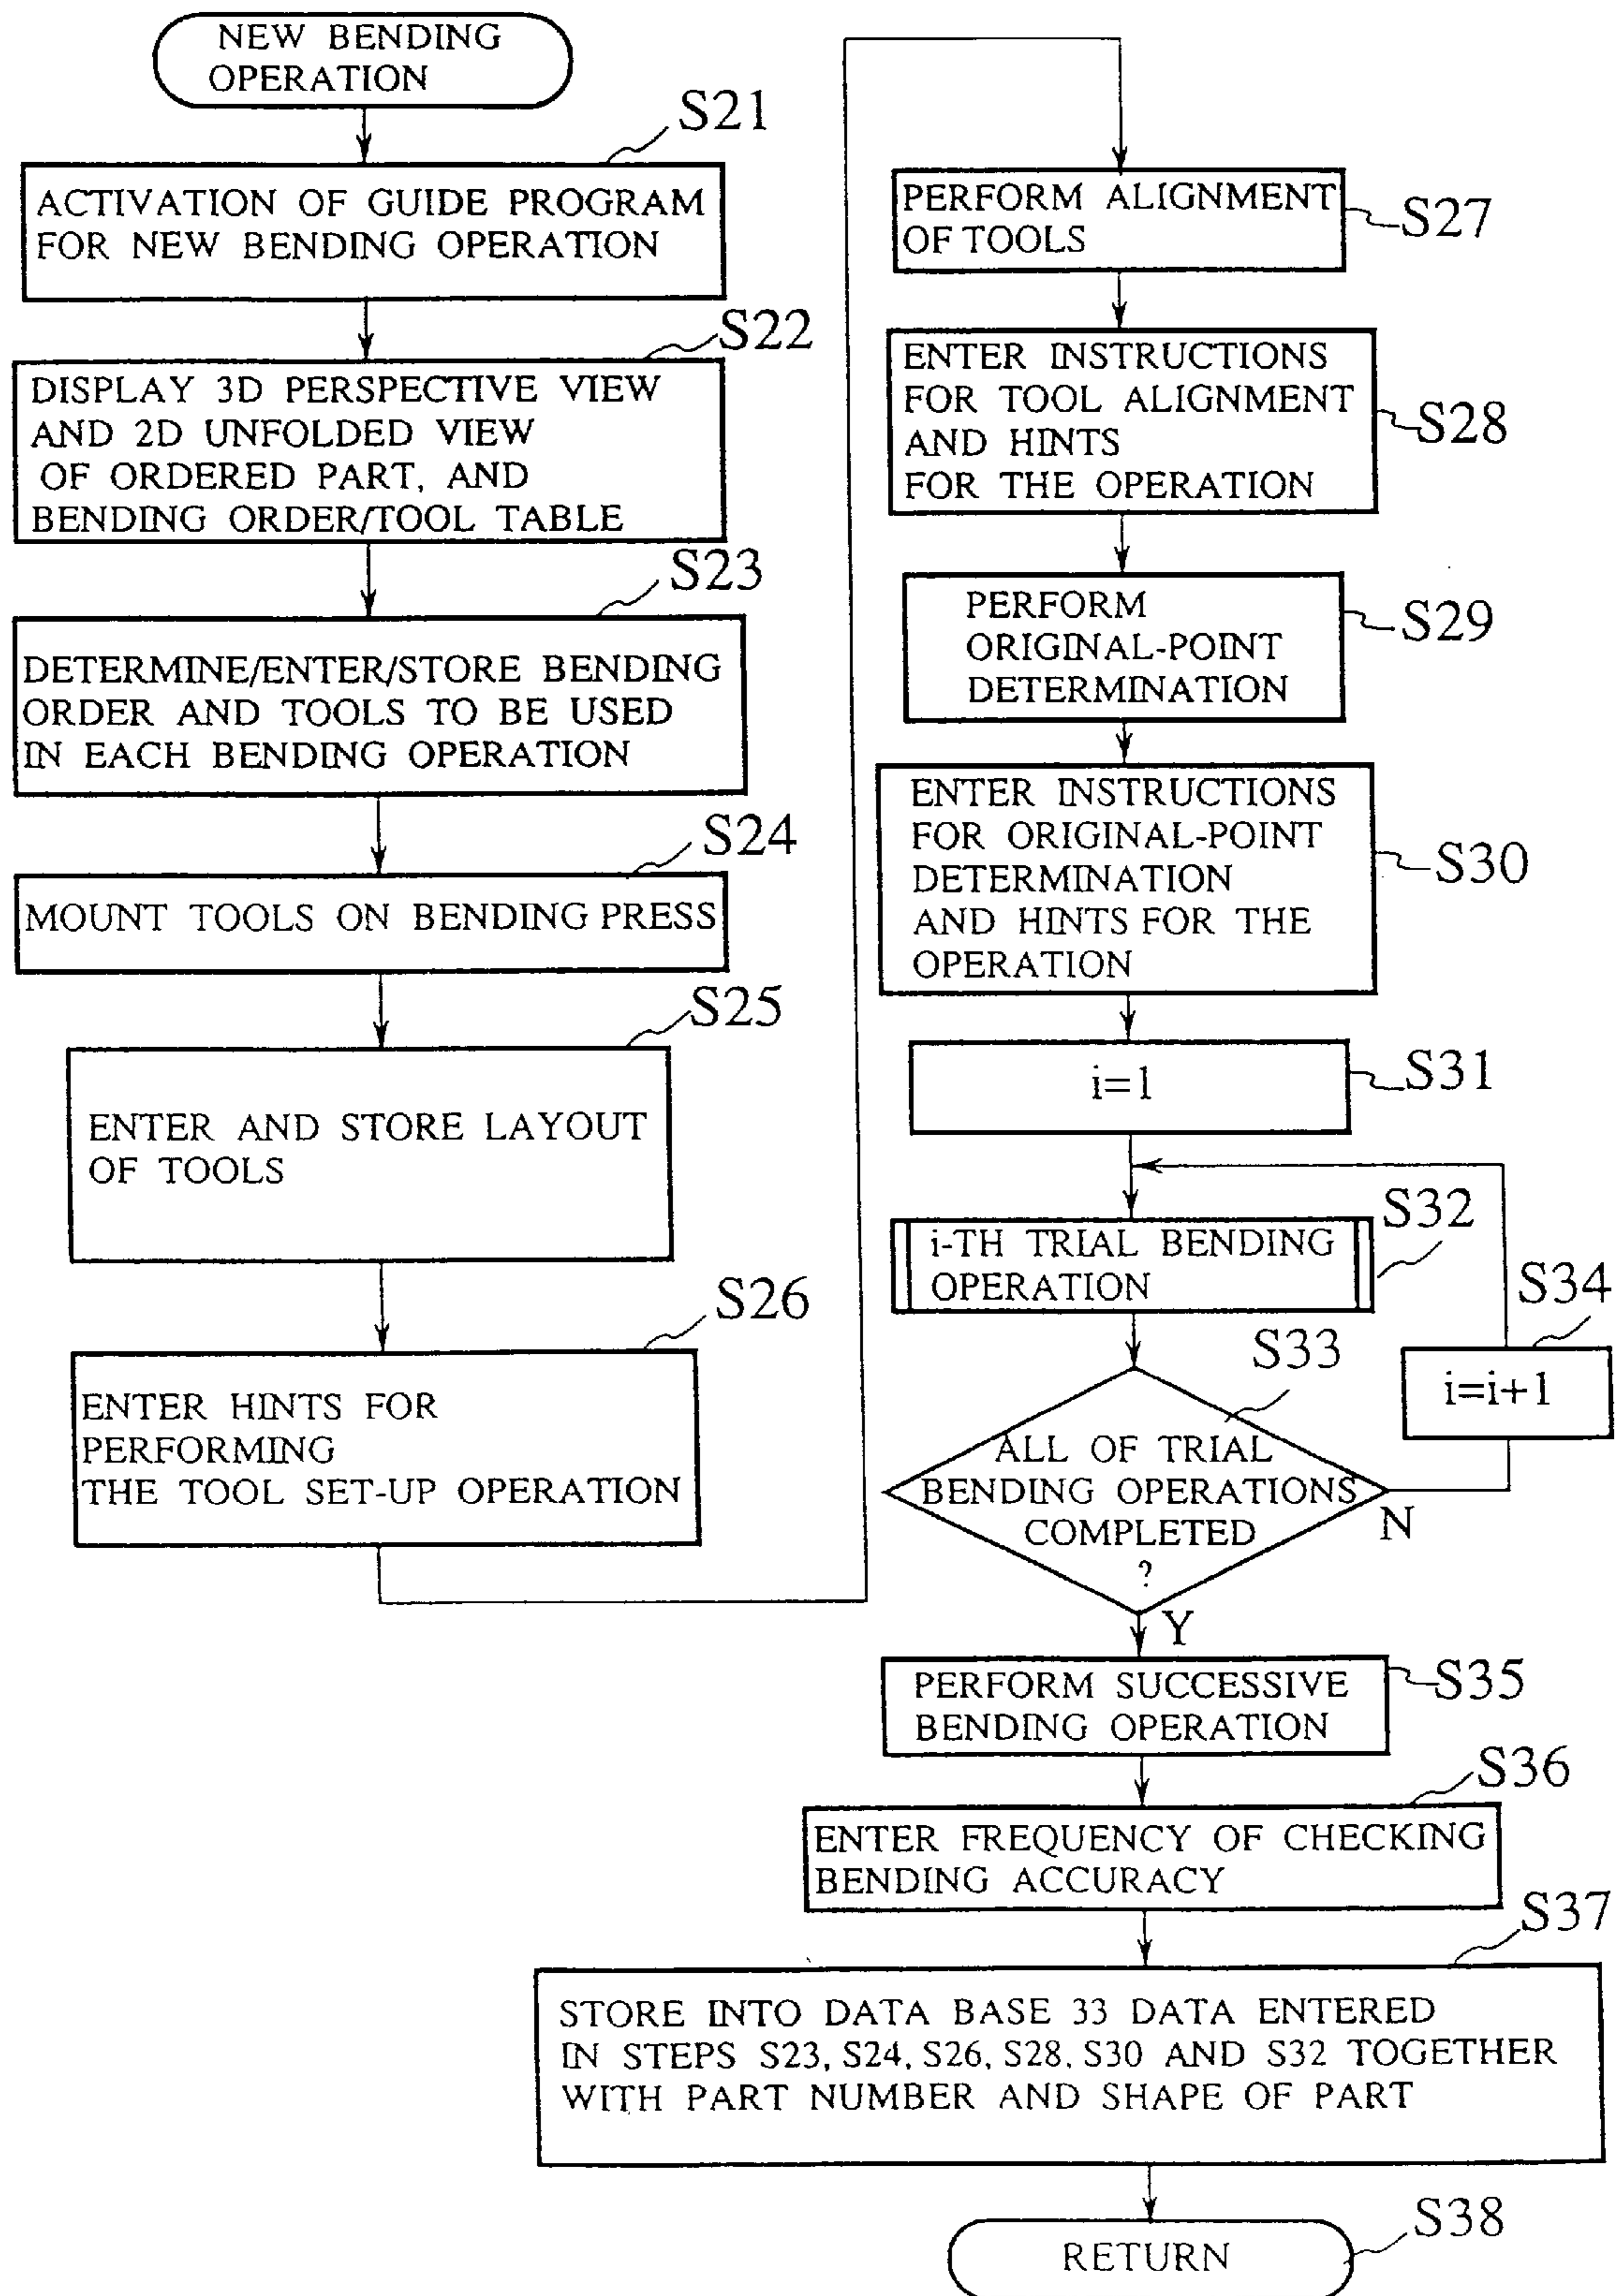 NEW BENDING
OPERATION
S21
ACTIVATION OF GUIDE PROGRAM
FOR NEW BENDING OPERATION
S22
DISPLAY 3D PERSPECTIVE VIEW
AND 2D UNFOLDED VIEW
OF ORDERED PART, AND
BENDING ORDER/TOOL TABLE
S23
DETERMINE/ENTER/STORE BENDING
ORDER AND TOOLS TO BE USED
IN EACH BENDING OPERATION
S24
MOUNT TOOLS ON BENDING PRESS
S25
ENTER AND STORE LAYOUT
OF TOOLS
S26
ENTER HINTS FOR
PERFORMING
THE TOOL SET-UP OPERATION
PERFORM ALIGNMENT
OF TOOLS
S27
ENTER INSTRUCTIONS
FOR TOOL ALIGNMENT
AND HINTS
FOR THE OPERATION
S28
PERFORM
ORIGINAL-POINT
DETERMINATION
S29
ENTER INSTRUCTIONS
FOR ORIGINAL-POINT
DETERMINATION
AND HINTS FOR THE
OPERATION
S30
i=1
S31
i-TH TRIAL BENDING
OPERATION
S32
S33
ALL OF TRIAL
BENDING OPERATIONS
COMPLETED
?
N
S34
i=i+1
Y
PERFORM SUCCESSIVE
BENDING OPERATION
S35
S36
ENTER FREQUENCY OF CHECKING
BENDING ACCURACY
S37
STORE INTO DATA BASE 33 DATA ENTERED
IN STEPS S23, S24, S26, S28, S30 AND S32 TOGETHER
WITH PART NUMBER AND SHAPE OF PART
RETURN
S38